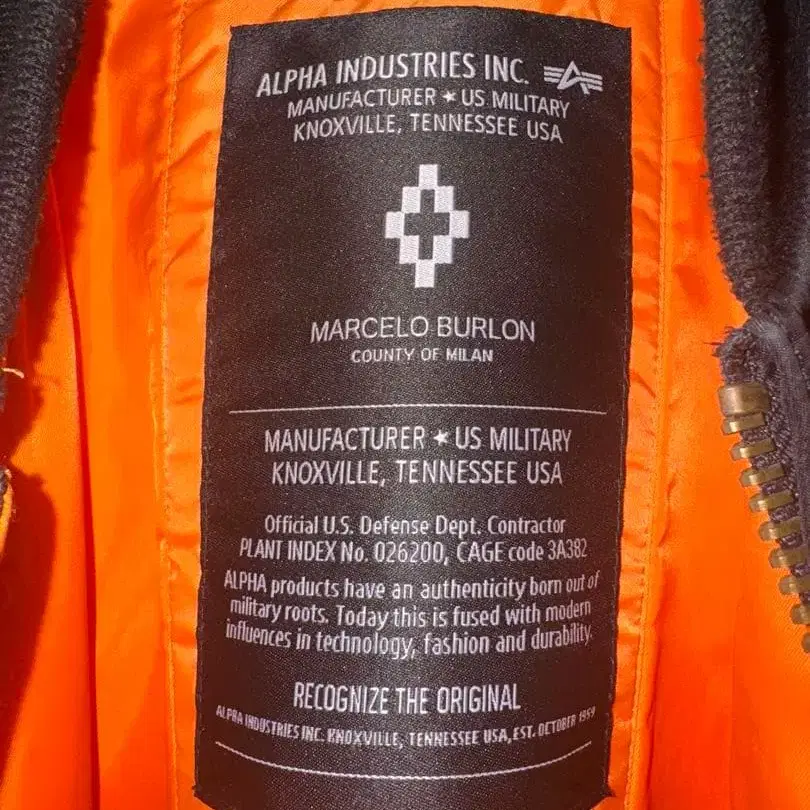 ALPHA INDUSTRIES INC.
MANUFACTURER ★ US MILITARY
KNOXVILLE, TENNESSEE USA
MARCELO BURLON
COUNTY OF MILAN
MANUFACTURER ★ US MILITARY
KNOXVILLE, TENNESSEE USA
Official U.S. Defense Dept. Contractor
PLANT INDEX No. 026200, CAGE code 3A382
ALPHA products have an authenticity born out of
military roots. Today this is fused with modern
influences in technology, fashion and durability.
RECOGNIZE THE ORIGINAL
ALPHA INDUSTRIES INC. KNOXVILLE, TENNESSEE USA, EST. OCTOBER 1959